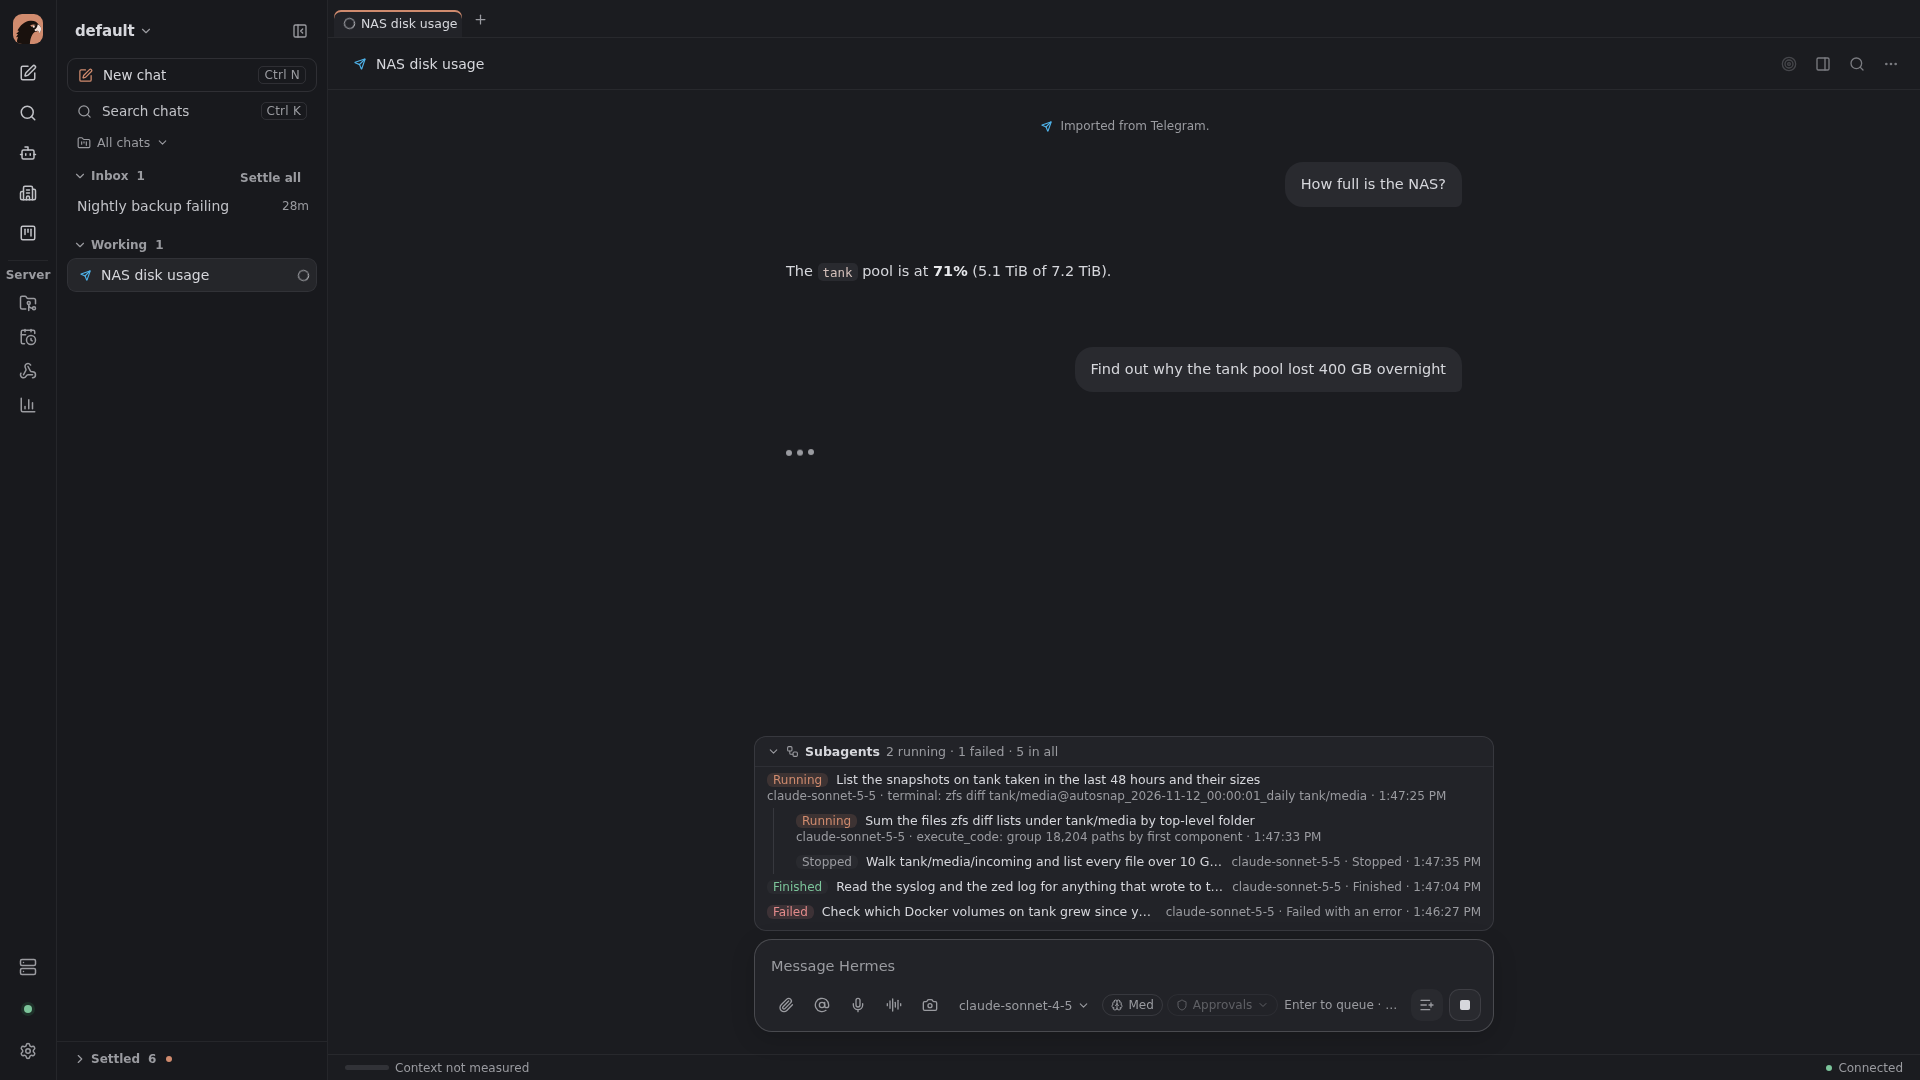 default
New chat
Ctrl N
Search chats
Ctrl K
All chats
Inbox 1
Settle all
Nightly backup failing
28m
Working 1
NAS disk usage
Server
Settled 6
NAS disk usage
NAS disk usage
Imported from Telegram.
How full is the NAS?
The tank pool is at 71% (5.1 TiB of 7.2 TiB).
Find out why the tank pool lost 400 GB overnight
Subagents 2 running · 1 failed · 5 in all
Running List the snapshots on tank taken in the last 48 hours and their sizes
claude-sonnet-5-5 · terminal: zfs diff tank/media@autosnap_2026-11-12_00:00:01_daily tank/media · 1:47:25 PM
Running Sum the files zfs diff lists under tank/media by top-level folder
claude-sonnet-5-5 · execute_code: group 18,204 paths by first component · 1:47:33 PM
Stopped Walk tank/media/incoming and list every file over 10 G… claude-sonnet-5-5 · Stopped · 1:47:35 PM
Finished Read the syslog and the zed log for anything that wrote to t… claude-sonnet-5-5 · Finished · 1:47:04 PM
Failed Check which Docker volumes on tank grew since y… claude-sonnet-5-5 · Failed with an error · 1:46:27 PM
Message Hermes
claude-sonnet-4-5
Med
Approvals
Enter to queue · …
Context not measured
Connected